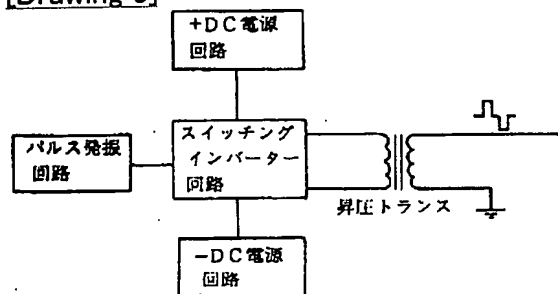 [Drawing 6]
+DC電源
回路
パルス発振
回路
スイッチング
インバーター
回路
昇圧トランス
−DC電源
回路